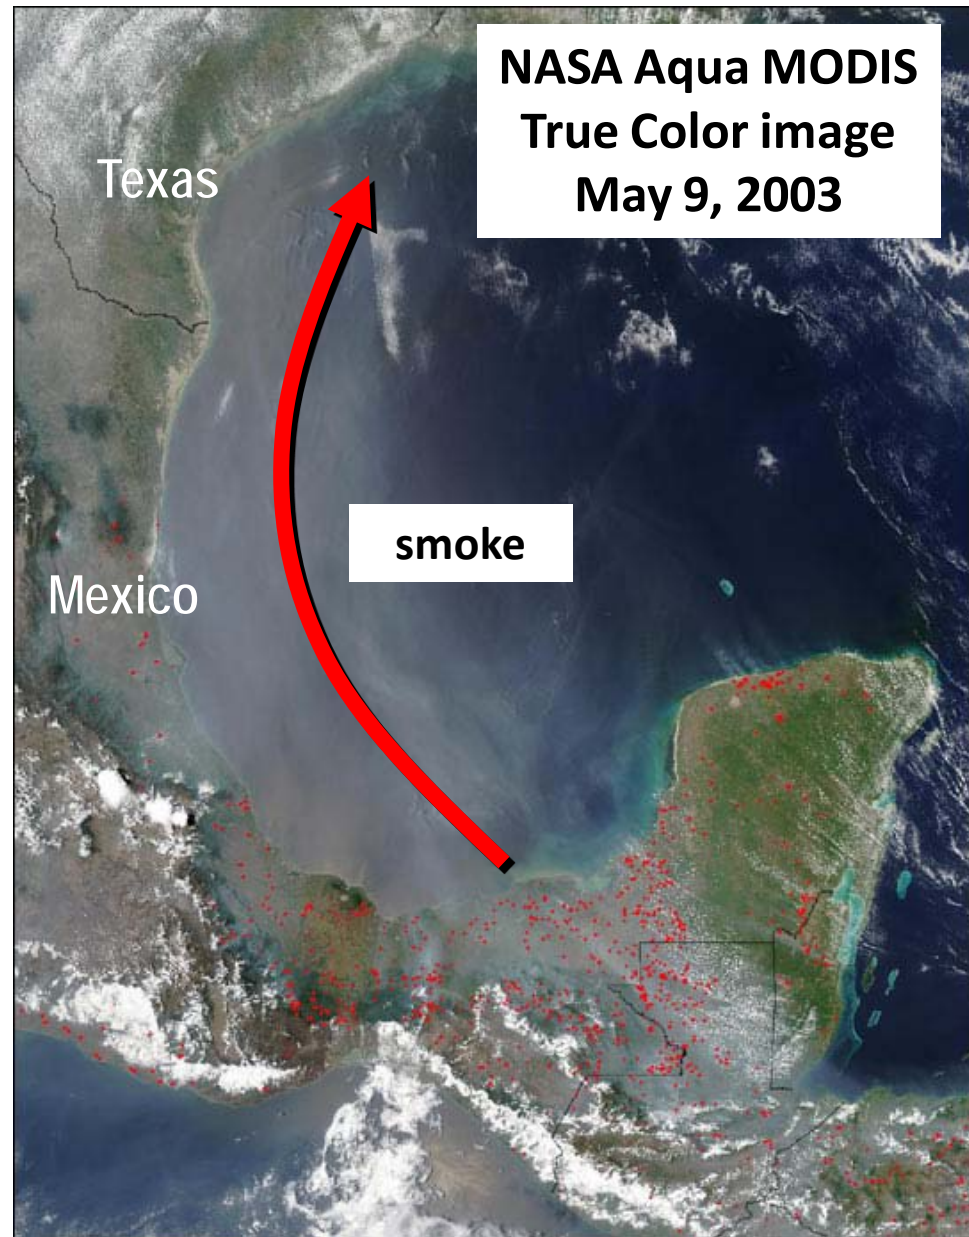 NASA Aqua MODIS
True Color image
May 9, 2003
Texas
smoke
Mexico